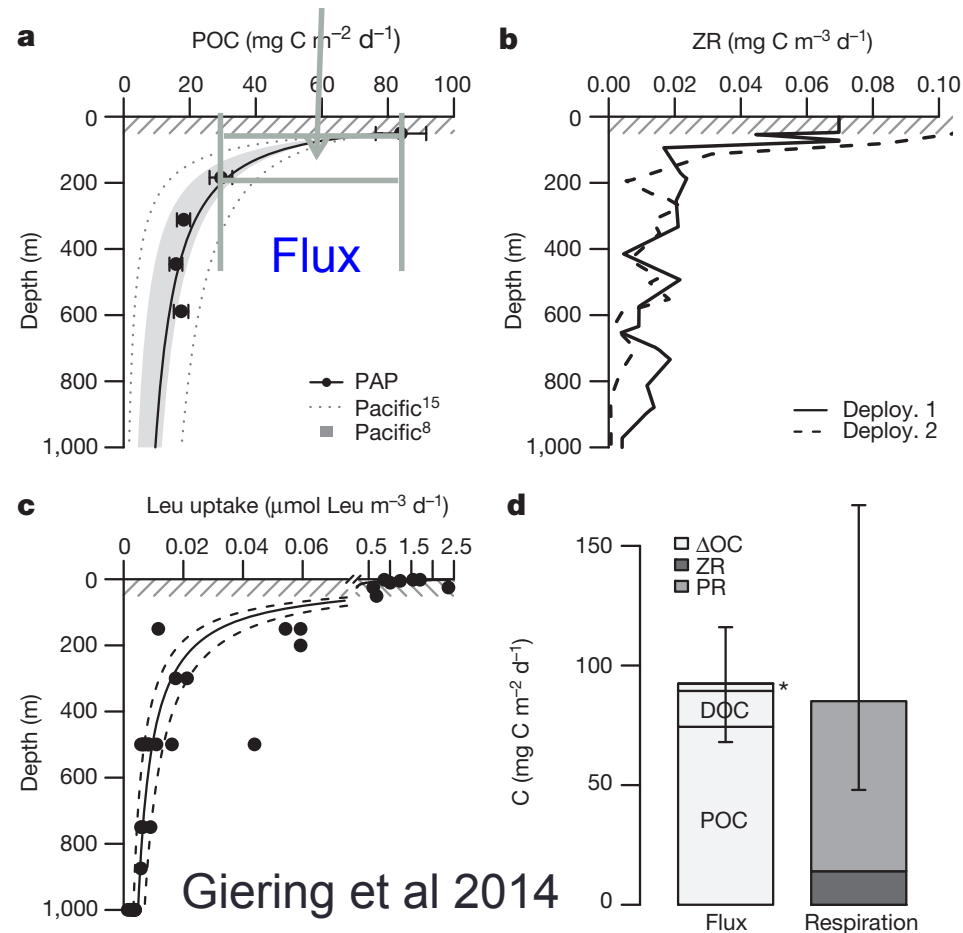 a
POC (mg C m⁻² d⁻¹)
0 20 40 60 80 100
0
200
400
600
800
1,000
Depth (m)
Flux
PAP
Pacific¹⁵
Pacific⁸
b
ZR (mg C m⁻³ d⁻¹)
0.00 0.02 0.04 0.06 0.08 0.10
0
200
400
600
800
1,000
Depth (m)
Deploy. 1
Deploy. 2
c
Leu uptake (μmol Leu m⁻³ d⁻¹)
0 0.02 0.04 0.06 0.5 1.5 2.5
0
200
400
600
800
1,000
Depth (m)
Giering et al 2014
d
ΔOC
ZR
PR
150
100
50
0
C (mg C m⁻² d⁻¹)
*
DOC
POC
Flux Respiration